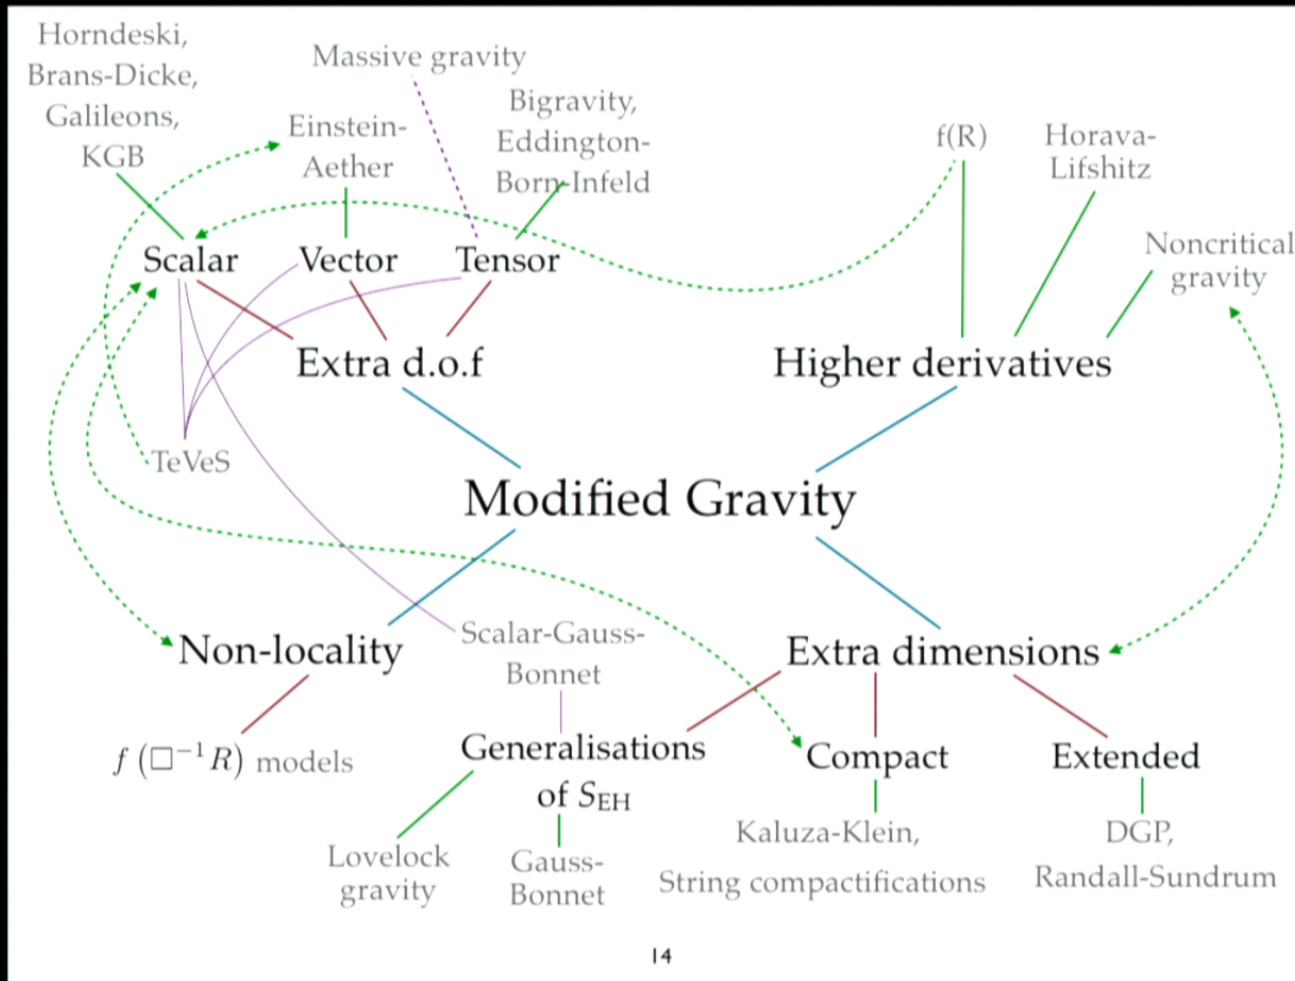 Horndeski,
Brans-Dicke,
Galileons,
KGB
Massive gravity
Einstein-
Aether
Bigravity,
Eddington-
Born-Infeld
f(R)
Horava-
Lifshitz
Noncritical
gravity
Scalar
Vector
Tensor
Extra d.o.f
Higher derivatives
TeVeS
Modified Gravity
Non-locality
Scalar-Gauss-
Bonnet
Extra dimensions
f (□⁻¹R) models
Generalisations
of S_EH
Compact
Extended
Lovelock
gravity
Gauss-
Bonnet
Kaluza-Klein,
String compactifications
DGP,
Randall-Sundrum
14